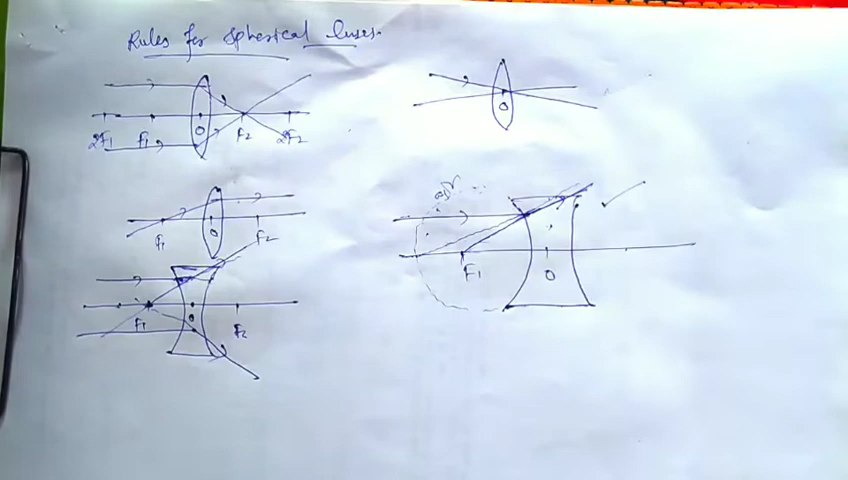 Rules for Spherical lenses.
2F₁ F₁ O F₂ 2F₂
O
F₁ O F₂
F₁ O
F₁ O F₂